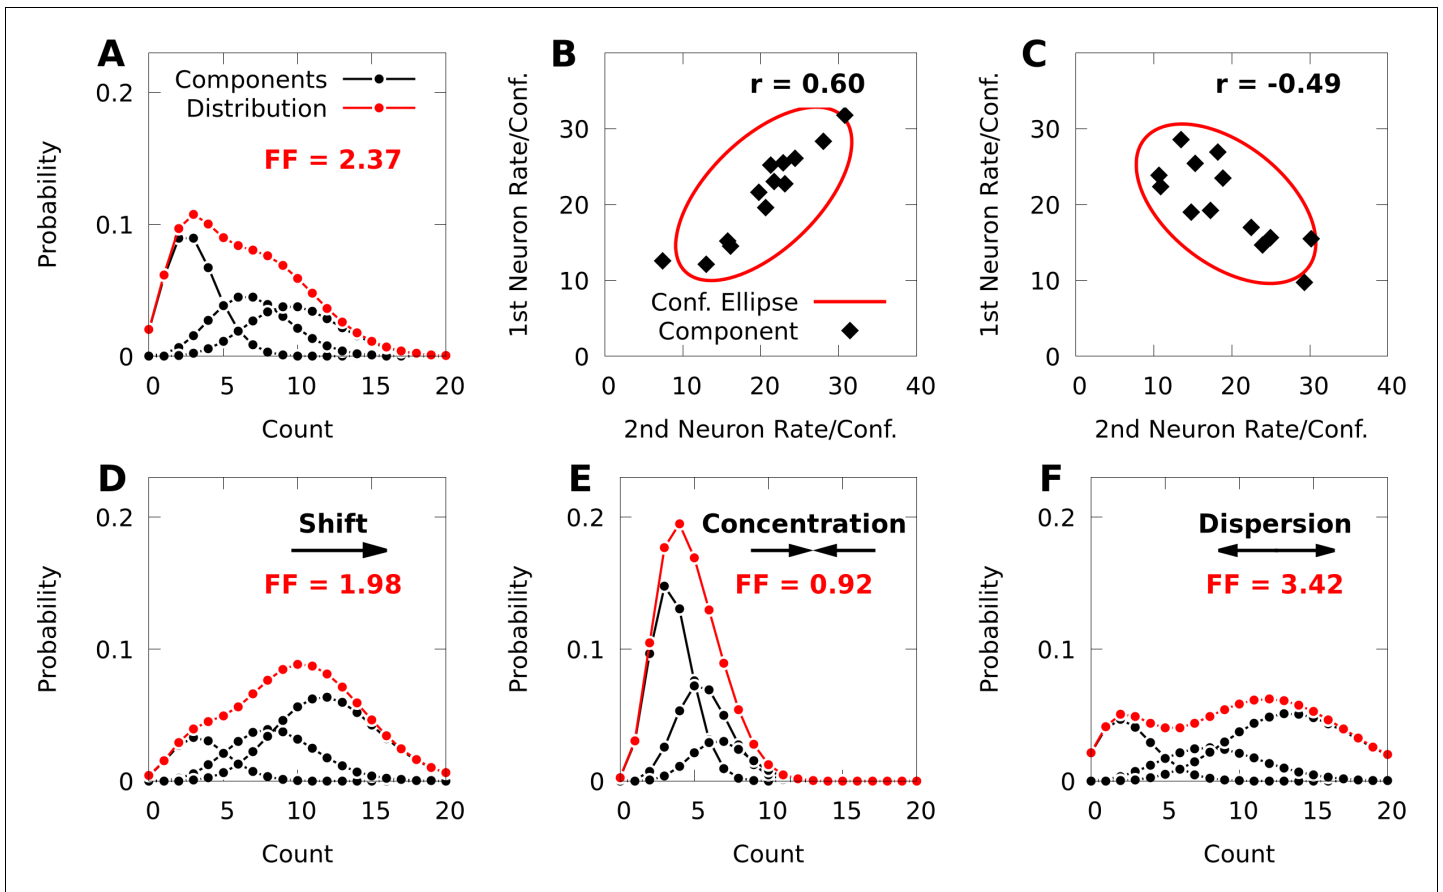 A
Components
Distribution
FF = 2.37
0.2
0.1
0
Probability
0 5 10 15 20
Count
B
r = 0.60
30
20
10
0
1st Neuron Rate/Conf.
Conf. Ellipse
Component
0 10 20 30 40
2nd Neuron Rate/Conf.
C
r = -0.49
30
20
10
0
1st Neuron Rate/Conf.
0 10 20 30 40
2nd Neuron Rate/Conf.
D
Shift
FF = 1.98
0.2
0.1
0
Probability
0 5 10 15 20
Count
E
Concentration
FF = 0.92
0.2
0.1
0
Probability
0 5 10 15 20
Count
F
Dispersion
FF = 3.42
0.2
0.1
0
Probability
0 5 10 15 20
Count